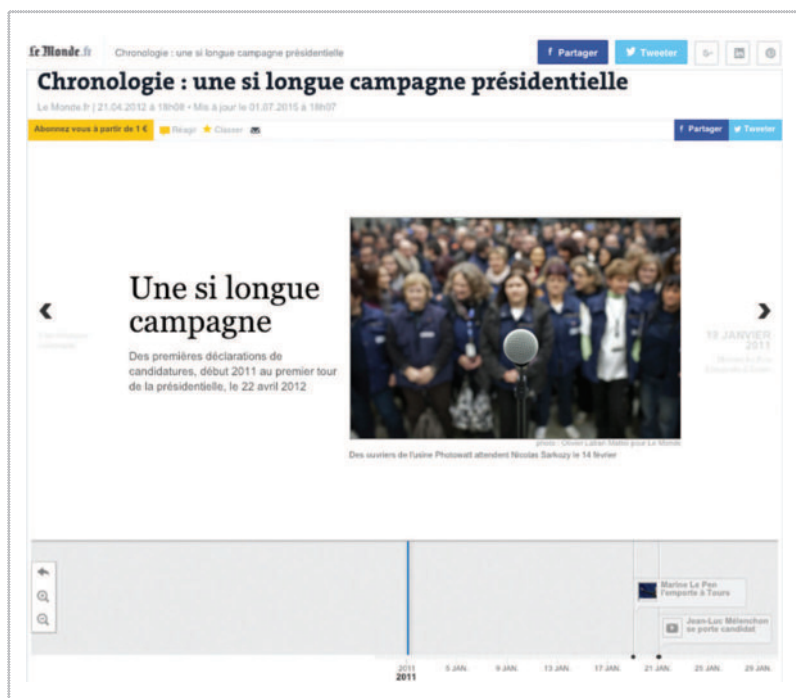 Le Monde.fr Chronologie : une si longue campagne présidentielle
f Partager Tweeter
Chronologie : une si longue campagne présidentielle
Le Monde.fr | 21.04.2012 à 18h08 • Mis à jour le 01.07.2015 à 18h07
Abonnez vous à partir de 1 € Réagir Classer
f Partager Tweeter
Une si longue
campagne
Des premières déclarations de
candidatures, début 2011 au premier tour
de la présidentielle, le 22 avril 2012
19 JANVIER
2011
pour Le Monde
Des ouvriers de l'usine Photowatt attendent Nicolas Sarkozy le 14 février
Marine Le Pen
l'emporte à Tours
Jean-Luc Mélenchon
se porte candidat
2011 5 JAN. 9 JAN. 13 JAN. 17 JAN. 21 JAN. 25 JAN. 29 JAN.
2011